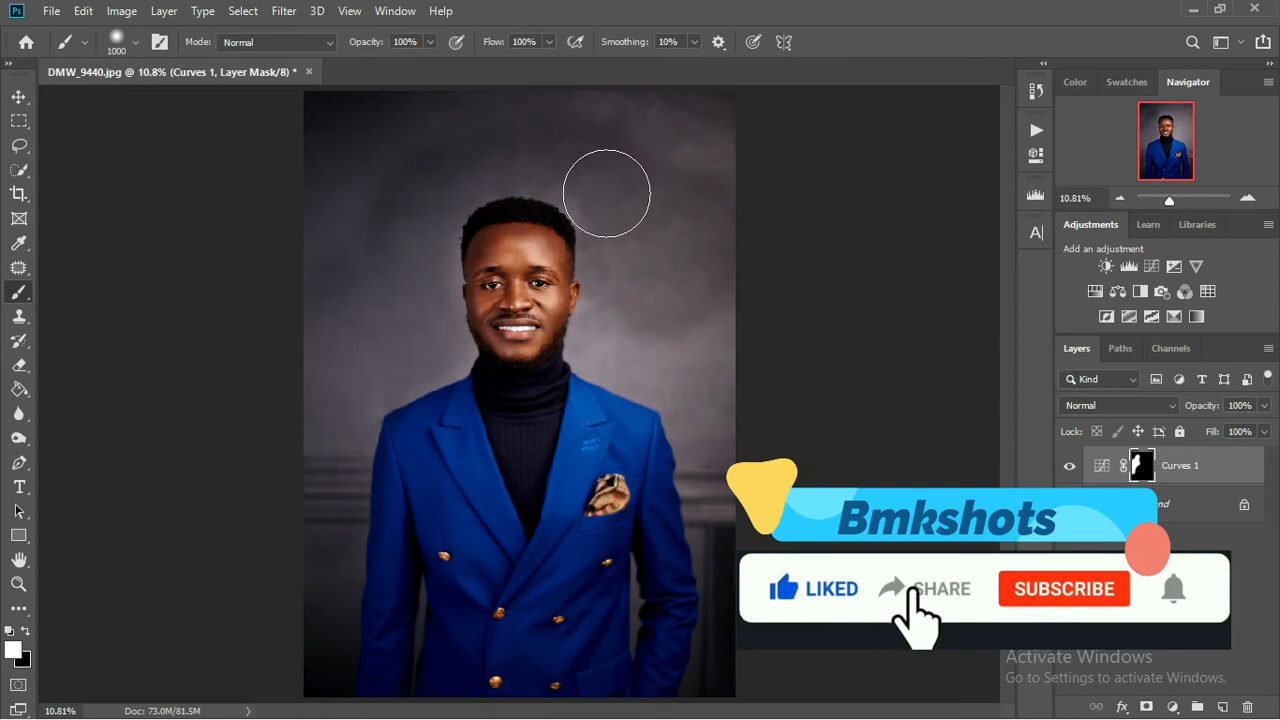 Ps File Edit Image Layer Type Select Filter 3D View Window Help
1000 Mode: Normal Opacity: 100% Flow: 100% Smoothing: 10%
DMW_9440.jpg @ 10.8% (Curves 1, Layer Mask/8) * ×
Color Swatches Navigator
10.81%
Adjustments Learn Libraries
Add an adjustment
Layers Paths Channels
Kind
Normal Opacity: 100%
Lock: Fill: 100%
Curves 1
nd
Bmkshots
LIKED SHARE SUBSCRIBE
Activate Windows
Go to Settings to activate Windows.
10.81% Doc: 73.0M/81.5M